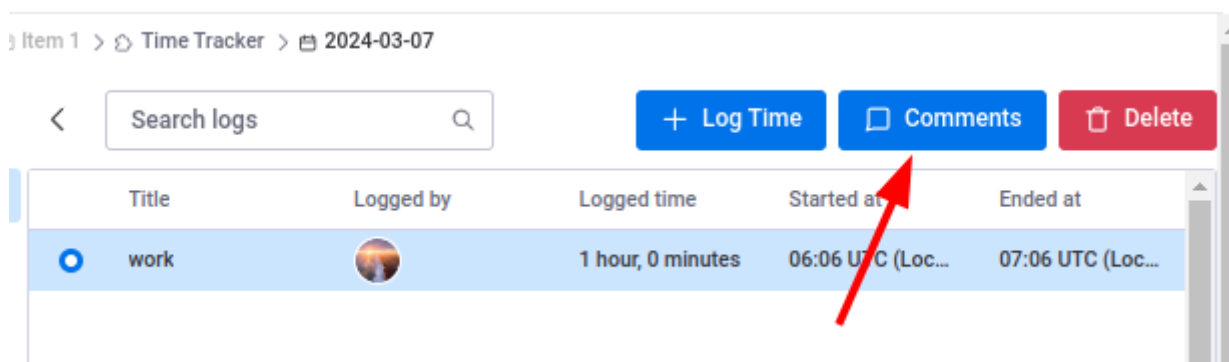 Item 1 > Time Tracker > 2024-03-07
Search logs
+ Log Time
Comments
Delete
Title Logged by Logged time Started at Ended at
work 1 hour, 0 minutes 06:06 UTC (Loc... 07:06 UTC (Loc...